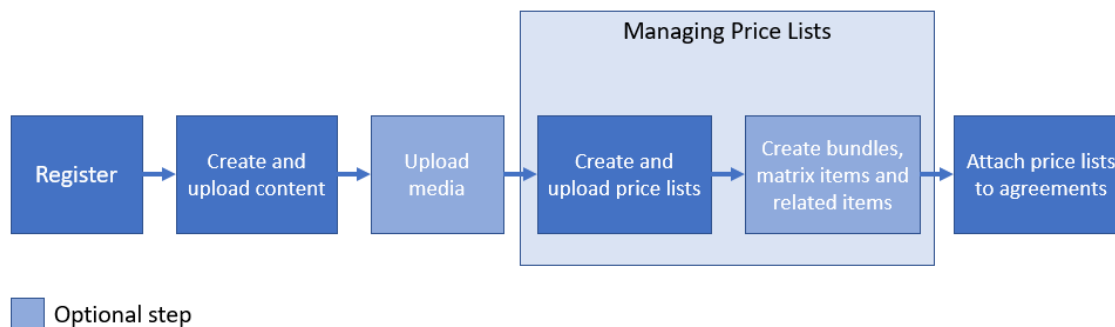 Managing Price Lists
Register
Create and
upload content
Upload
media
Create and
upload price lists
Create bundles,
matrix items and
related items
Attach price lists
to agreements
Optional step